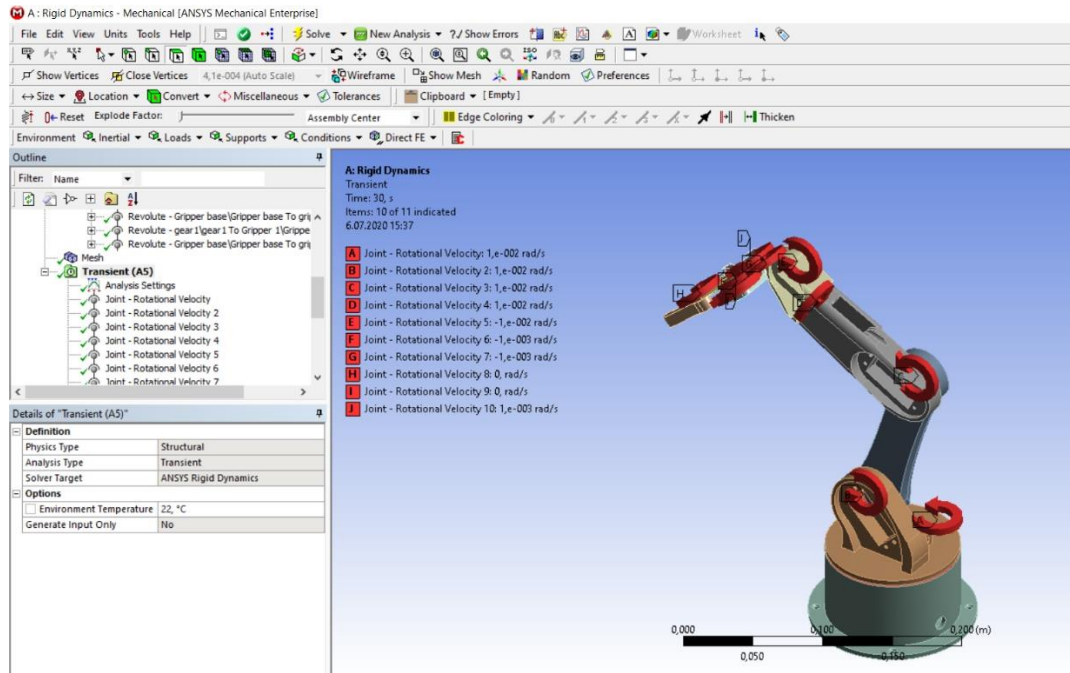 A : Rigid Dynamics - Mechanical [ANSYS Mechanical Enterprise]
File Edit View Units Tools Help Solve New Analysis ?/ Show Errors Worksheet
Show Vertices Close Vertices 4,1e-004 (Auto Scale) Wireframe Show Mesh Random Preferences
Size Location Convert Miscellaneous Tolerances Clipboard [Empty]
Reset Explode Factor: Assembly Center Edge Coloring Thicken
Environment Inertial Loads Supports Conditions Direct FE
Outline
Filter: Name
Revolute - Gripper base\Gripper base To grip
Revolute - gear1\gear1 To Gripper 1\Grippe
Revolute - Gripper base\Gripper base To grip
Mesh
Transient (A5)
Analysis Settings
Joint - Rotational Velocity
Joint - Rotational Velocity 2
Joint - Rotational Velocity 3
Joint - Rotational Velocity 4
Joint - Rotational Velocity 5
Joint - Rotational Velocity 6
Joint - Rotational Velocity 7
Details of "Transient (A5)"
Definition
Physics Type Structural
Analysis Type Transient
Solver Target ANSYS Rigid Dynamics
Options
Environment Temperature 22, °C
Generate Input Only No
A: Rigid Dynamics
Transient
Time: 30, s
Items: 10 of 11 indicated
6.07.2020 15:37
A Joint - Rotational Velocity: 1,e-002 rad/s
B Joint - Rotational Velocity 2: 1,e-002 rad/s
C Joint - Rotational Velocity 3: 1,e-002 rad/s
D Joint - Rotational Velocity 4: 1,e-002 rad/s
E Joint - Rotational Velocity 5: -1,e-002 rad/s
F Joint - Rotational Velocity 6: -1,e-003 rad/s
G Joint - Rotational Velocity 7: -1,e-003 rad/s
H Joint - Rotational Velocity 8: 0, rad/s
I Joint - Rotational Velocity 9: 0, rad/s
J Joint - Rotational Velocity 10: 1,e-003 rad/s
J
H
0,000 0,100 0,200 (m)
0,050 0,150